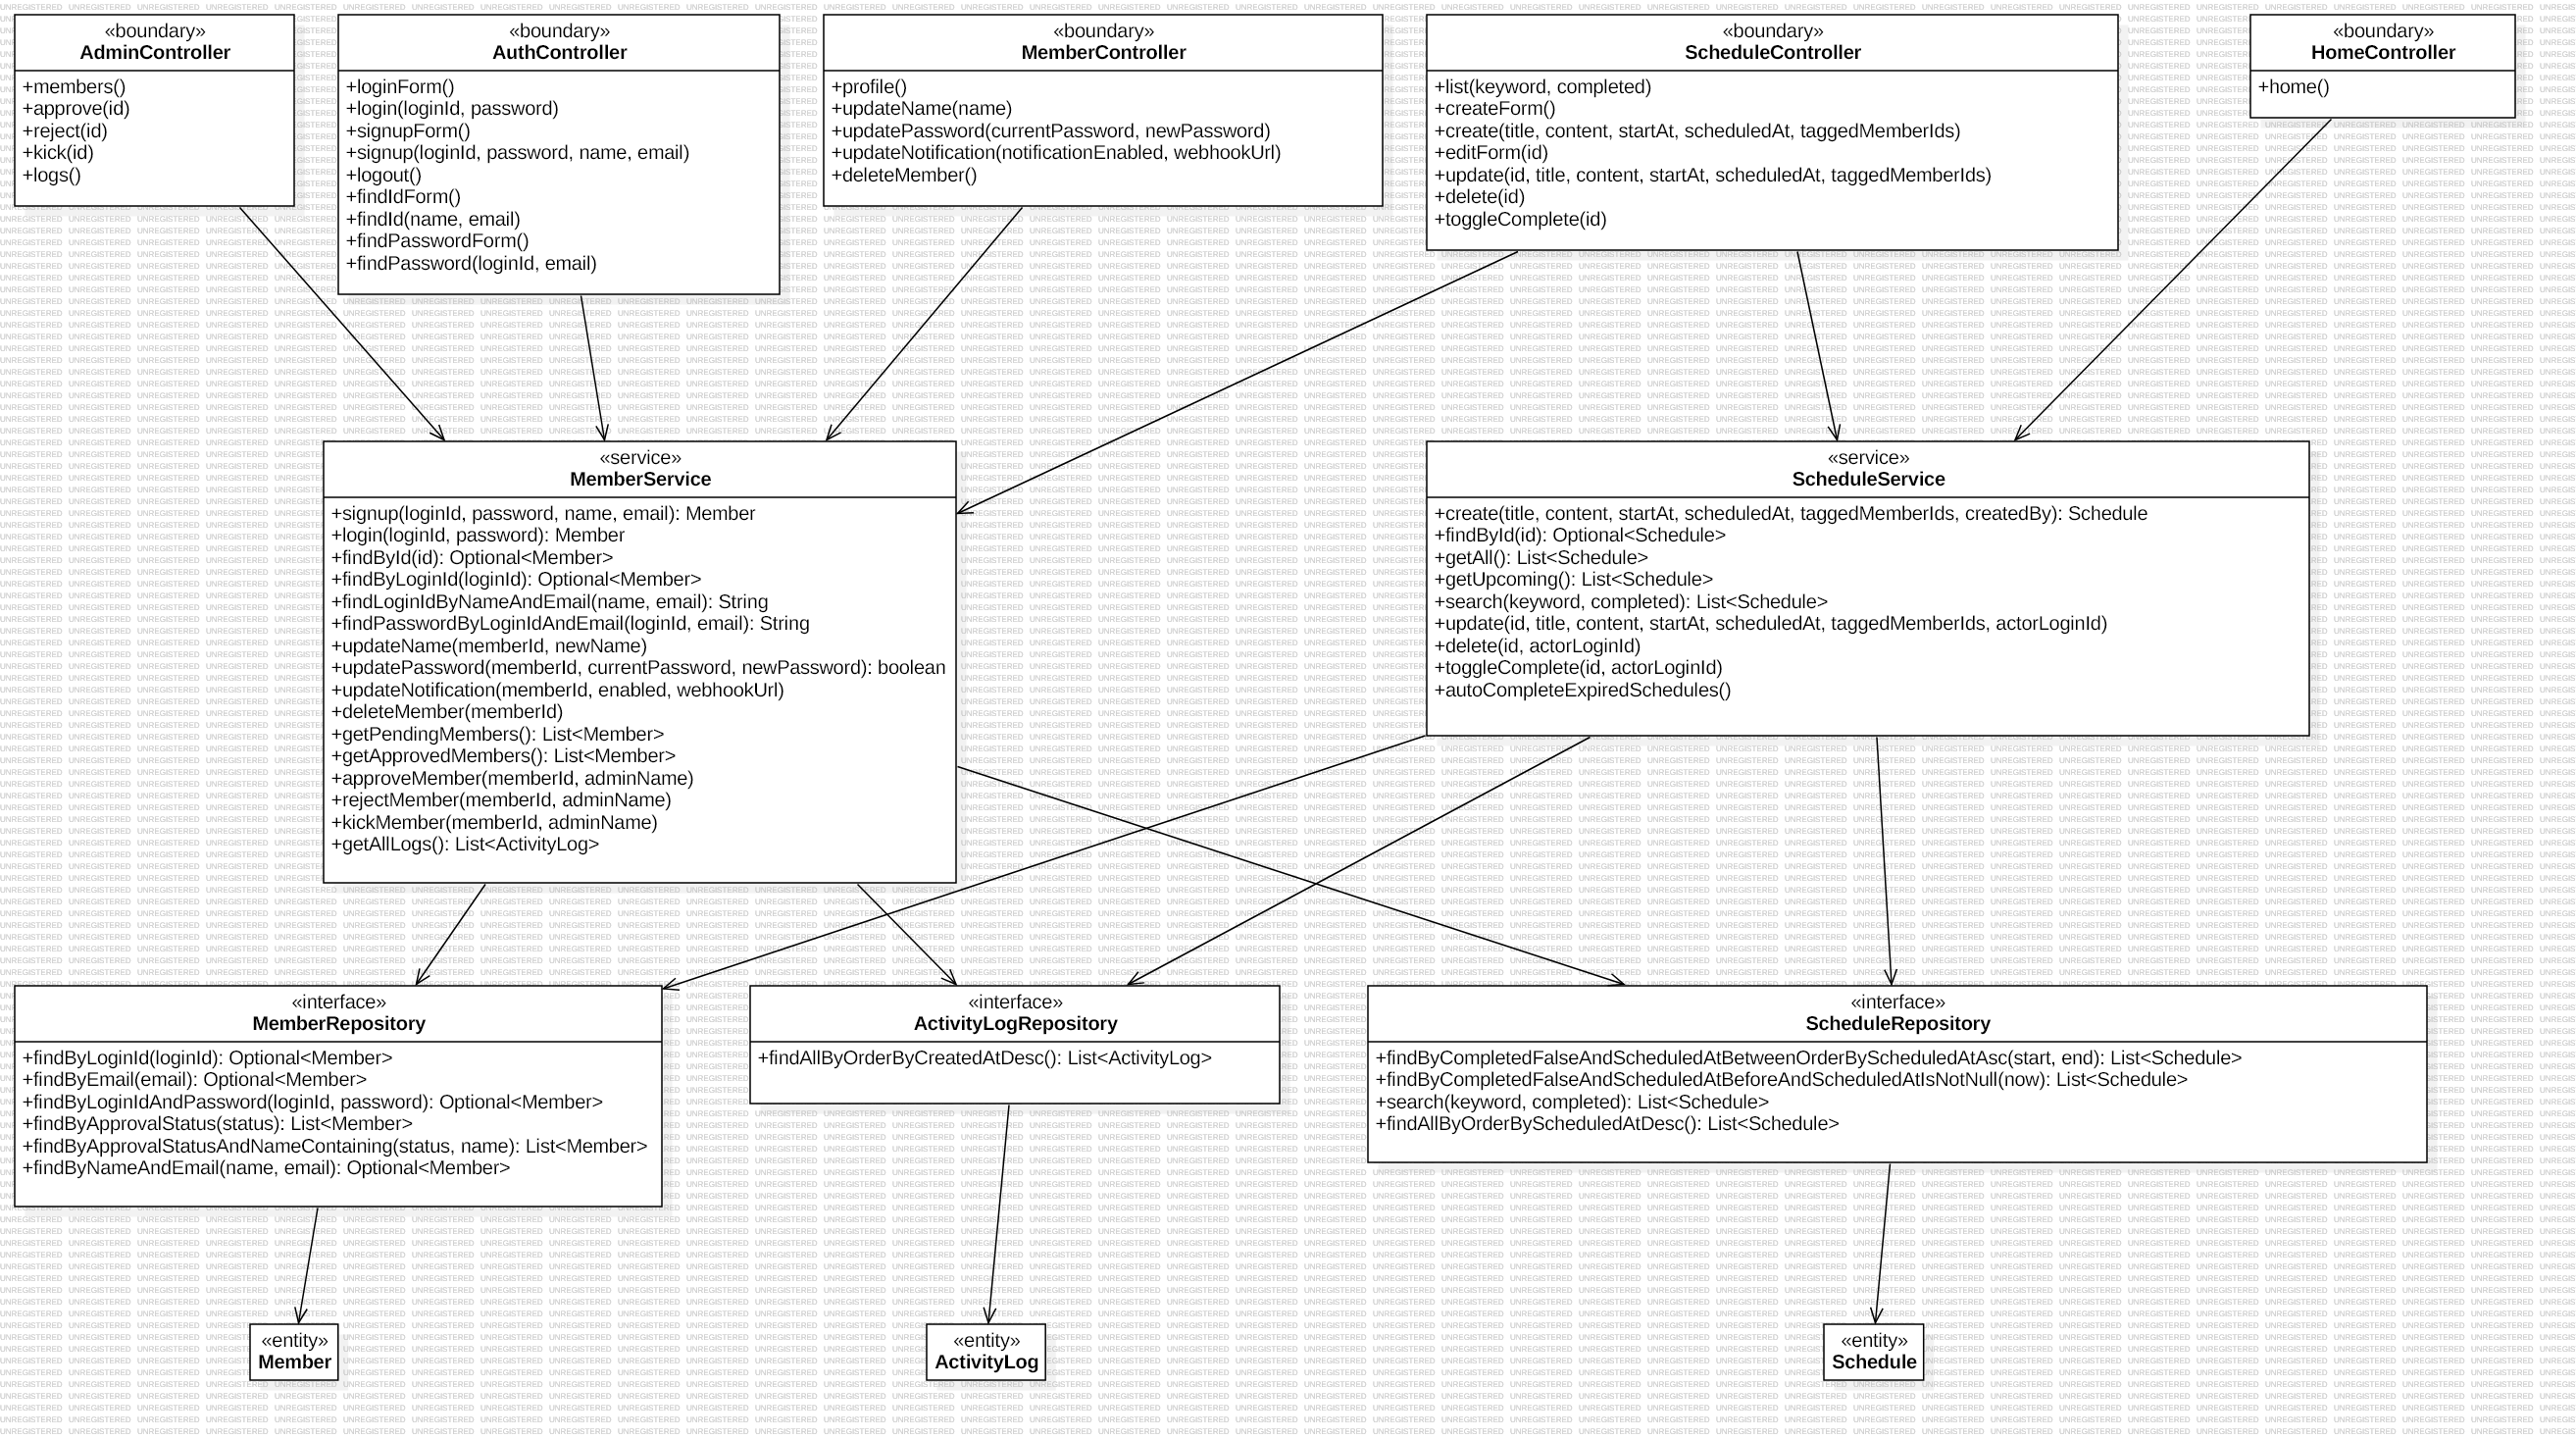 «boundary»
AdminController
+members()
+approve(id)
+reject(id)
+kick(id)
+logs()
«boundary»
AuthController
+loginForm()
+login(loginId, password)
+signupForm()
+signup(loginId, password, name, email)
+logout()
+findIdForm()
+findId(name, email)
+findPasswordForm()
+findPassword(loginId, email)
«boundary»
MemberController
+profile()
+updateName(name)
+updatePassword(currentPassword, newPassword)
+updateNotification(notificationEnabled, webhookUrl)
+deleteMember()
«boundary»
ScheduleController
+list(keyword, completed)
+createForm()
+create(title, content, startAt, scheduledAt, taggedMemberIds)
+editForm(id)
+update(id, title, content, startAt, scheduledAt, taggedMemberIds)
+delete(id)
+toggleComplete(id)
«boundary»
HomeController
+home()
«service»
MemberService
+signup(loginId, password, name, email): Member
+login(loginId, password): Member
+findById(id): Optional<Member>
+findByLoginId(loginId): Optional<Member>
+findLoginIdByNameAndEmail(name, email): String
+findPasswordByLoginIdAndEmail(loginId, email): String
+updateName(memberId, newName)
+updatePassword(memberId, currentPassword, newPassword): boolean
+updateNotification(memberId, enabled, webhookUrl)
+deleteMember(memberId)
+getPendingMembers(): List<Member>
+getApprovedMembers(): List<Member>
+approveMember(memberId, adminName)
+rejectMember(memberId, adminName)
+kickMember(memberId, adminName)
+getAllLogs(): List<ActivityLog>
«service»
ScheduleService
+create(title, content, startAt, scheduledAt, taggedMemberIds, createdBy): Schedule
+findById(id): Optional<Schedule>
+getAll(): List<Schedule>
+getUpcoming(): List<Schedule>
+search(keyword, completed): List<Schedule>
+update(id, title, content, startAt, scheduledAt, taggedMemberIds, actorLoginId)
+delete(id, actorLoginId)
+toggleComplete(id, actorLoginId)
+autoCompleteExpiredSchedules()
«interface»
MemberRepository
+findByLoginId(loginId): Optional<Member>
+findByEmail(email): Optional<Member>
+findByLoginIdAndPassword(loginId, password): Optional<Member>
+findByApprovalStatus(status): List<Member>
+findByApprovalStatusAndNameContaining(status, name): List<Member>
+findByNameAndEmail(name, email): Optional<Member>
«interface»
ActivityLogRepository
+findAllByOrderByCreatedAtDesc(): List<ActivityLog>
«interface»
ScheduleRepository
+findByCompletedFalseAndScheduledAtBetweenOrderByScheduledAtAsc(start, end): List<Schedule>
+findByCompletedFalseAndScheduledAtBeforeAndScheduledAtIsNotNull(now): List<Schedule>
+search(keyword, completed): List<Schedule>
+findAllByOrderByScheduledAtDesc(): List<Schedule>
«entity»
Member
«entity»
ActivityLog
«entity»
Schedule
UNREGISTERED